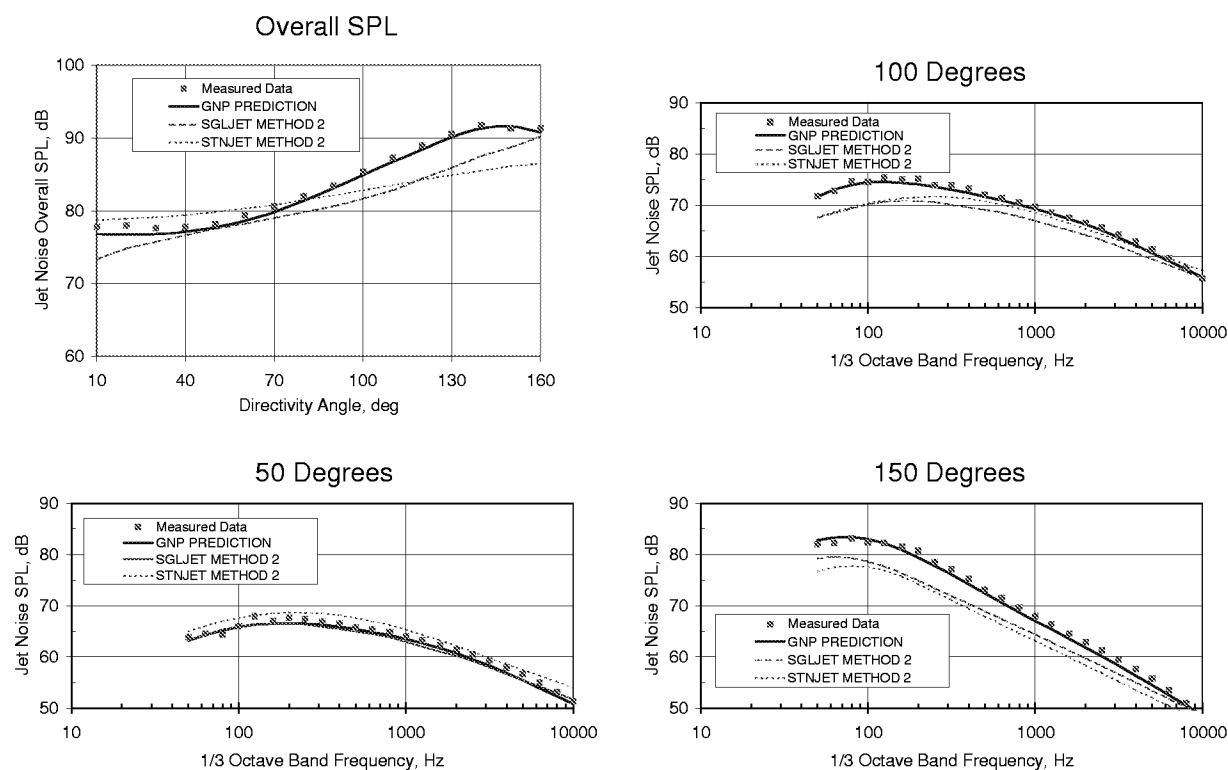 Overall SPL
Jet Noise Overall SPL, dB
100
90
80
70
60
Measured Data
GNP PREDICTION
SGLJET METHOD 2
STNJET METHOD 2
10 40 70 100 130 160
Directivity Angle, deg
100 Degrees
Jet Noise SPL, dB
90
80
70
60
50
Measured Data
GNP PREDICTION
SGLJET METHOD 2
STNJET METHOD 2
10 100 1000 10000
1/3 Octave Band Frequency, Hz
50 Degrees
Jet Noise SPL, dB
90
80
70
60
50
Measured Data
GNP PREDICTION
SGLJET METHOD 2
STNJET METHOD 2
10 100 1000 10000
1/3 Octave Band Frequency, Hz
150 Degrees
Jet Noise SPL, dB
90
80
70
60
50
Measured Data
GNP PREDICTION
SGLJET METHOD 2
STNJET METHOD 2
10 100 1000 10000
1/3 Octave Band Frequency, Hz